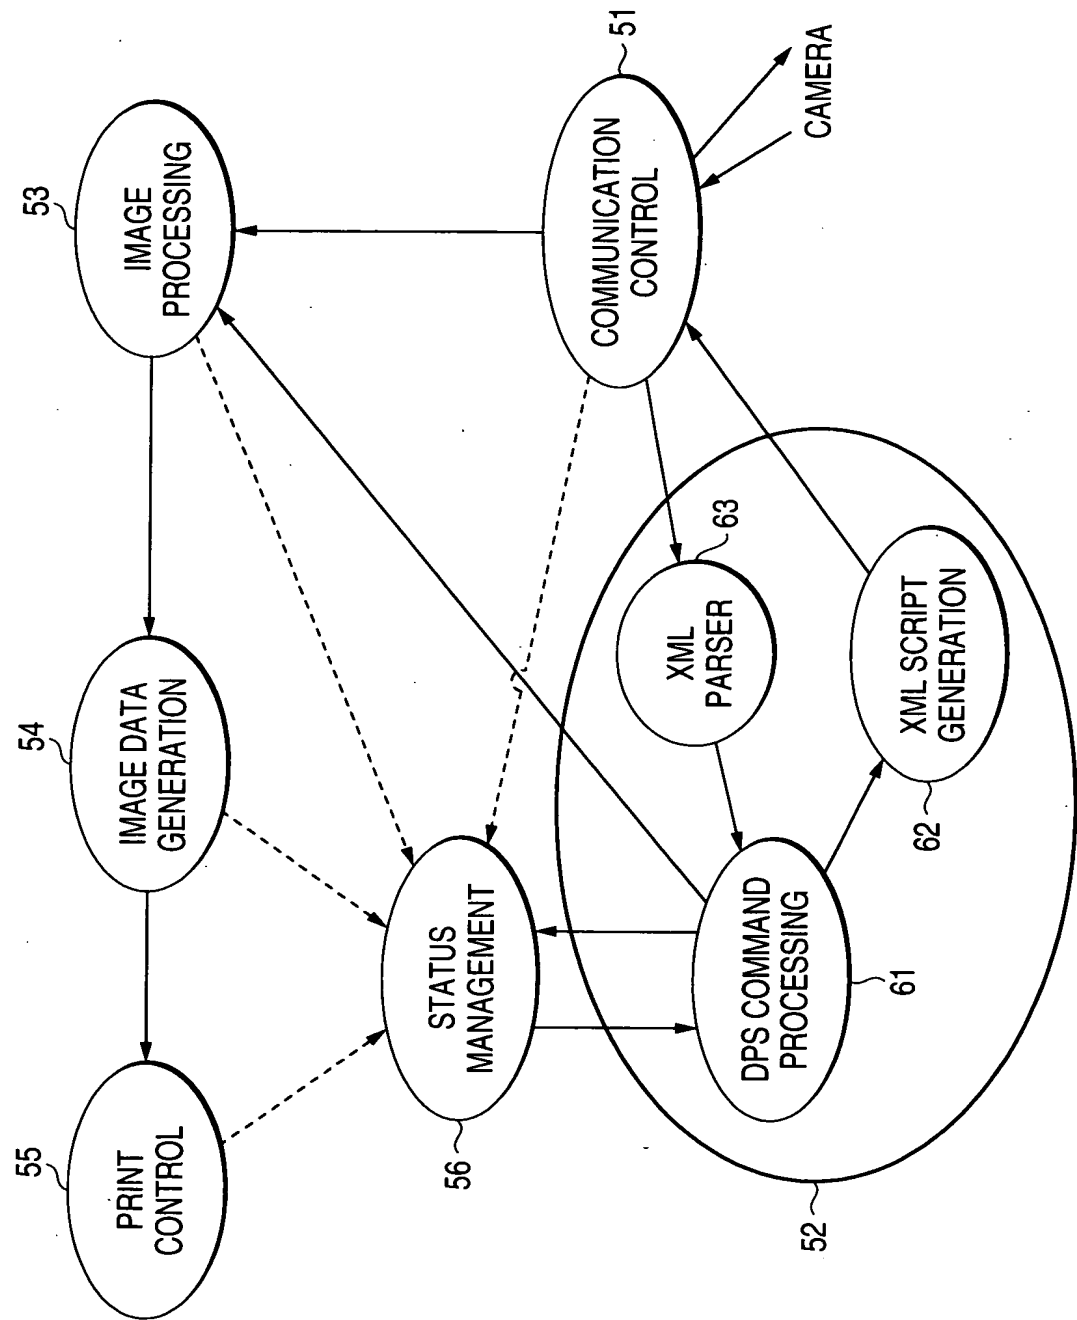 55
PRINT
CONTROL
54
IMAGE DATA
GENERATION
53
IMAGE
PROCESSING
56
STATUS
MANAGEMENT
51
COMMUNICATION
CONTROL
CAMERA
52
63
XML
PARSER
61
DPS COMMAND
PROCESSING
62
XML SCRIPT
GENERATION